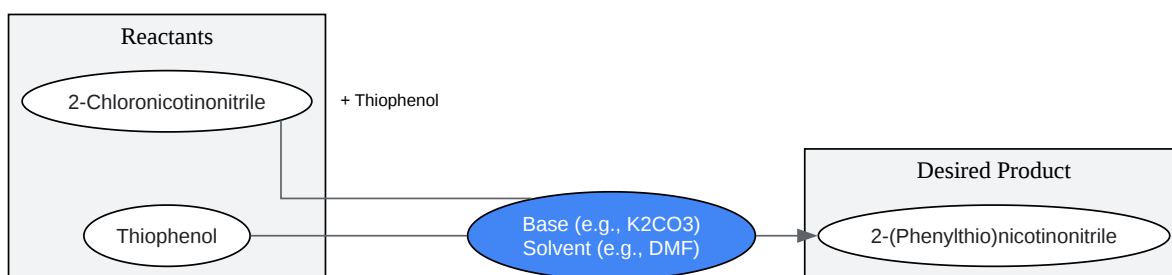 Reactants
2-Chloronicotinonitrile
+ Thiophenol
Thiophenol
Base (e.g., K2CO3)
Solvent (e.g., DMF)
Desired Product
2-(Phenylthio)nicotinonitrile